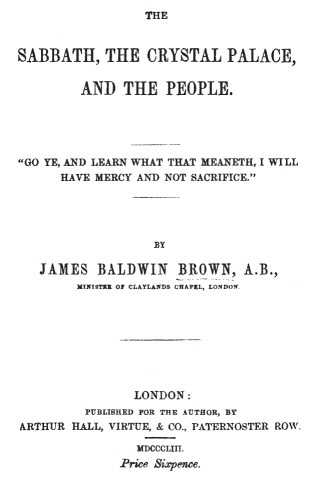 THE
SABBATH, THE CRYSTAL PALACE,
AND THE PEOPLE.
"GO YE, AND LEARN WHAT THAT MEANETH, I WILL
HAVE MERCY AND NOT SACRIFICE."
BY
JAMES BALDWIN BROWN, A.B.,
MINISTER OF CLAYLANDS CHAPEL, LONDON.
LONDON:
PUBLISHED FOR THE AUTHOR, BY
ARTHUR HALL, VIRTUE, & CO., PATERNOSTER ROW.
MDCCCLIII.
Price Sixpence.